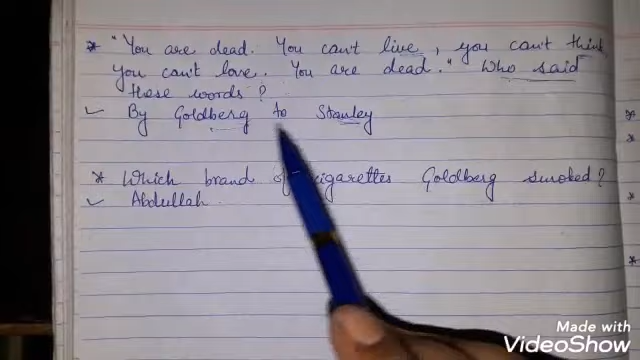 * "You are dead. You can't live, you can't think
you can't love. You are dead." Who said
these words?
✓ By Goldberg to Stanley
* Which brand of cigarettes Goldberg smoked?
✓ Abdullah.
Made with
VideoShow